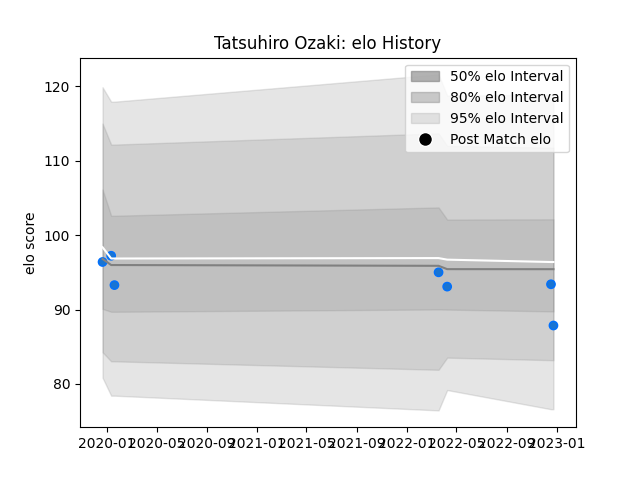 Tatsuhiro Ozaki: elo History
50% elo Interval
80% elo Interval
95% elo Interval
Post Match elo
elo score
120
110
100
90
80
2020-01 2020-05 2020-09 2021-01 2021-05 2021-09 2022-01 2022-05 2022-09 2023-01